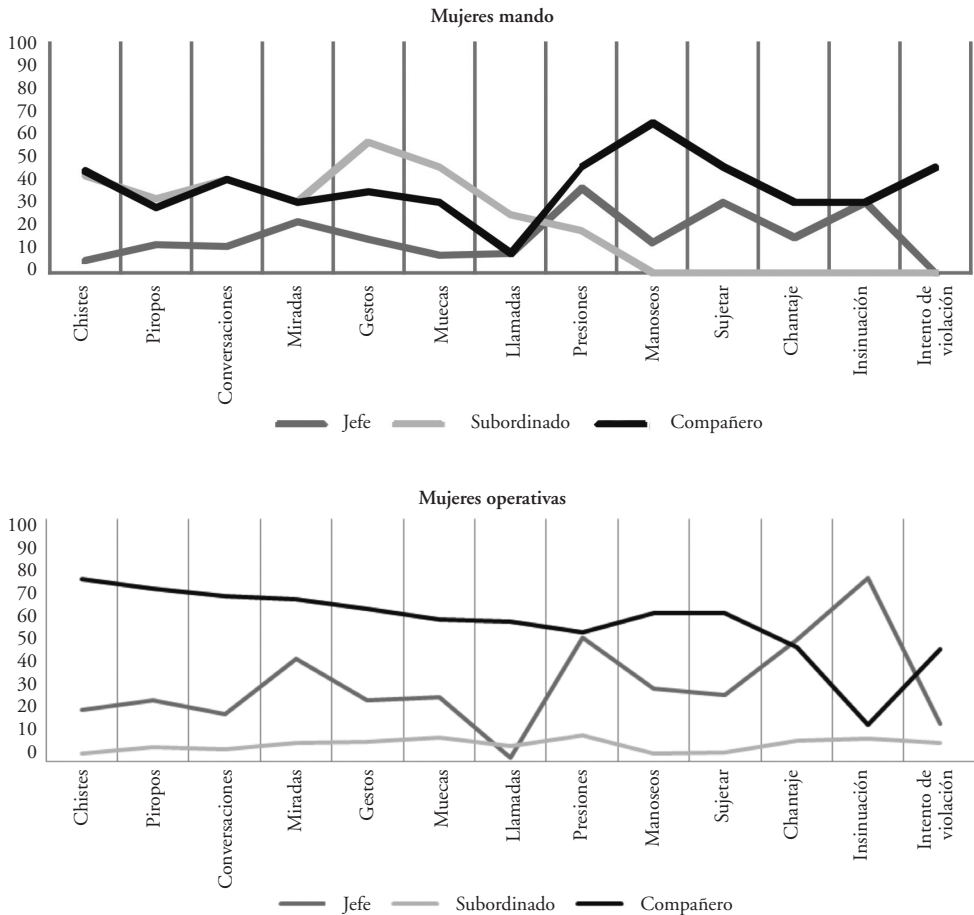 Mujeres mando
100
90
80
70
60
50
40
30
20
10
0
Chistes
Piropos
Conversaciones
Miradas
Gestos
Muecas
Llamadas
Presiones
Manoseos
Sujetar
Chantaje
Insinuación
Intento de
violación
Jefe Subordinado Compañero
Mujeres operativas
100
90
80
70
60
50
40
30
20
10
0
Chistes
Piropos
Conversaciones
Miradas
Gestos
Muecas
Llamadas
Presiones
Manoseos
Sujetar
Chantaje
Insinuación
Intento de
violación
Jefe Subordinado Compañero